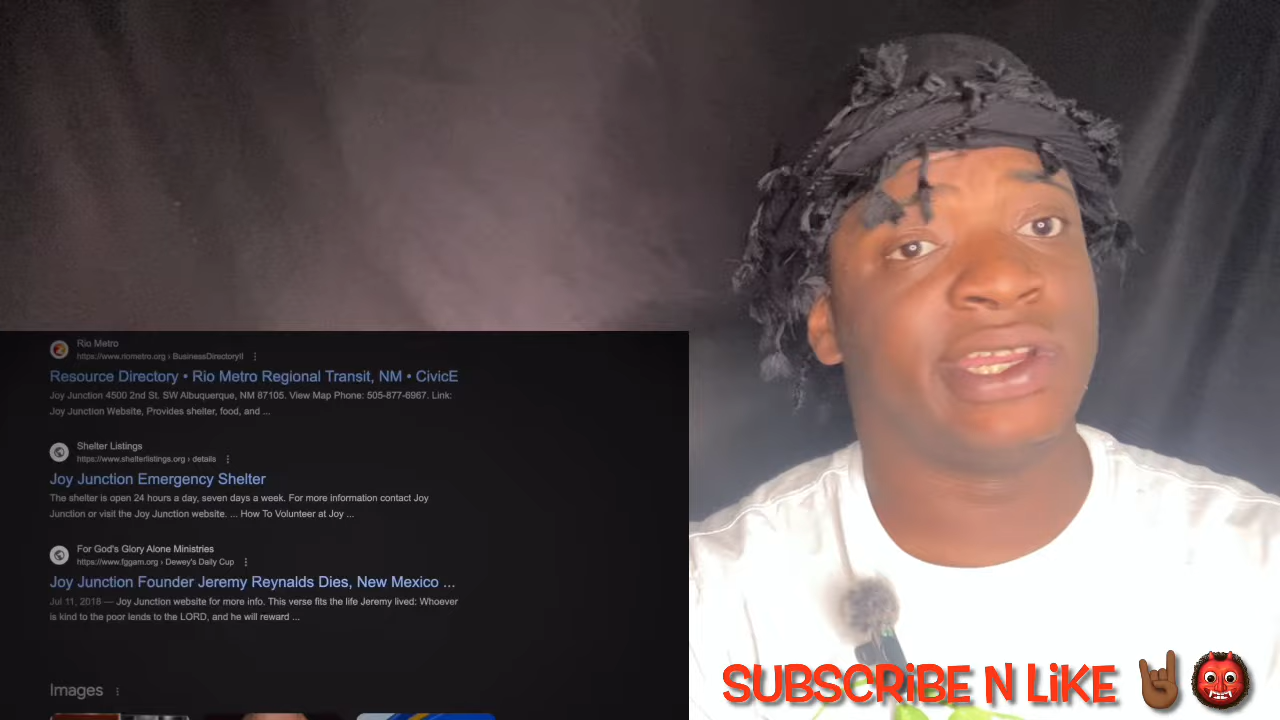 Rio Metro
https://www.riometro.org › BusinessDirectoryII
Resource Directory • Rio Metro Regional Transit, NM • CivicE
Joy Junction 4500 2nd St. SW Albuquerque, NM 87105. View Map Phone: 505-877-6967. Link:
Joy Junction Website, Provides shelter, food, and ...
Shelter Listings
https://www.shelterlistings.org › details
Joy Junction Emergency Shelter
The shelter is open 24 hours a day, seven days a week. For more information contact Joy
Junction or visit the Joy Junction website. ... How To Volunteer at Joy ...
For God's Glory Alone Ministries
https://www.fggam.org › Dewey's Daily Cup
Joy Junction Founder Jeremy Reynalds Dies, New Mexico ...
Jul 11, 2018 — Joy Junction website for more info. This verse fits the life Jeremy lived: Whoever
is kind to the poor lends to the LORD, and he will reward ...
Images
SUBSCRiBE N LiKE